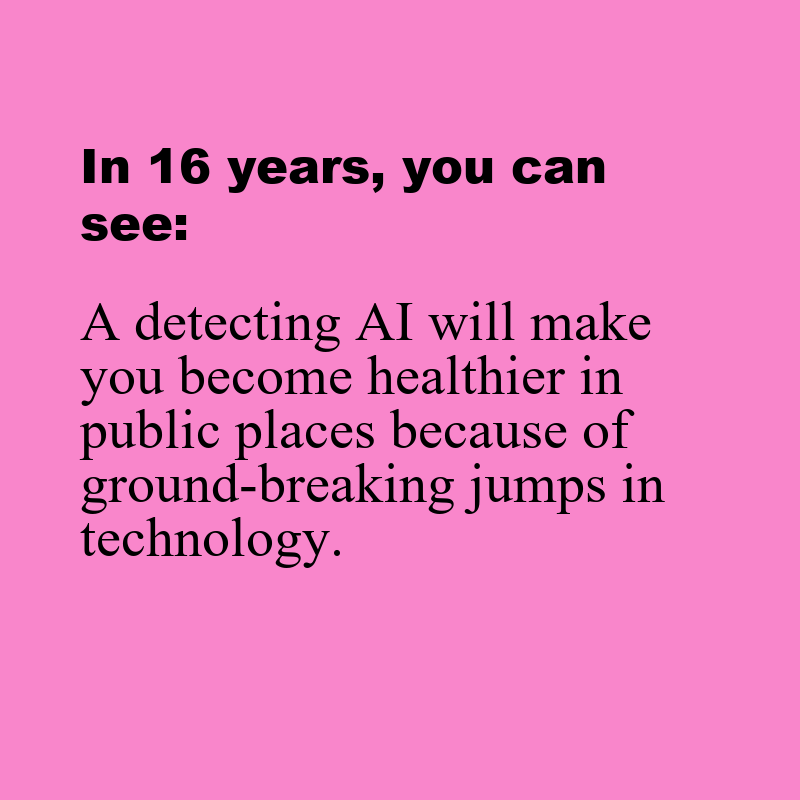 In 16 years, you can
see:
A detecting AI will make
you become healthier in
public places because of
ground-breaking jumps in
technology.